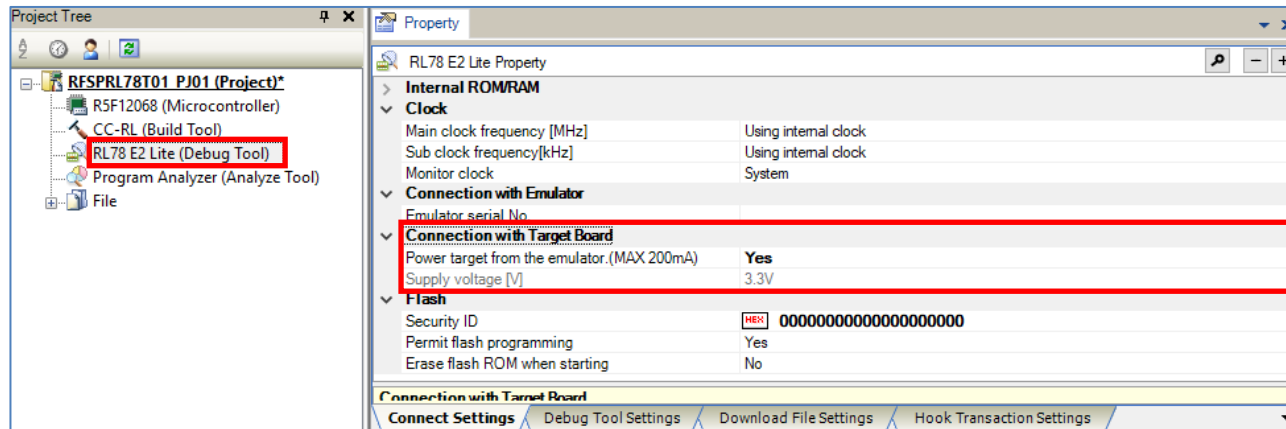 Project Tree
RFSPRL78T01_PJ01 (Project)*
R5F12068 (Microcontroller)
CC-RL (Build Tool)
RL78 E2 Lite (Debug Tool)
Program Analyzer (Analyze Tool)
File
Property
RL78 E2 Lite Property
Internal ROM/RAM
Clock
Main clock frequency [MHz] Using internal clock
Sub clock frequency[kHz] Using internal clock
Monitor clock System
Connection with Emulator
Emulator serial No.
Connection with Target Board
Power target from the emulator.(MAX 200mA) Yes
Supply voltage [V] 3.3V
Flash
Security ID HEX 00000000000000000000
Permit flash programming Yes
Erase flash ROM when starting No
Connection with Target Board
Connect Settings Debug Tool Settings Download File Settings Hook Transaction Settings